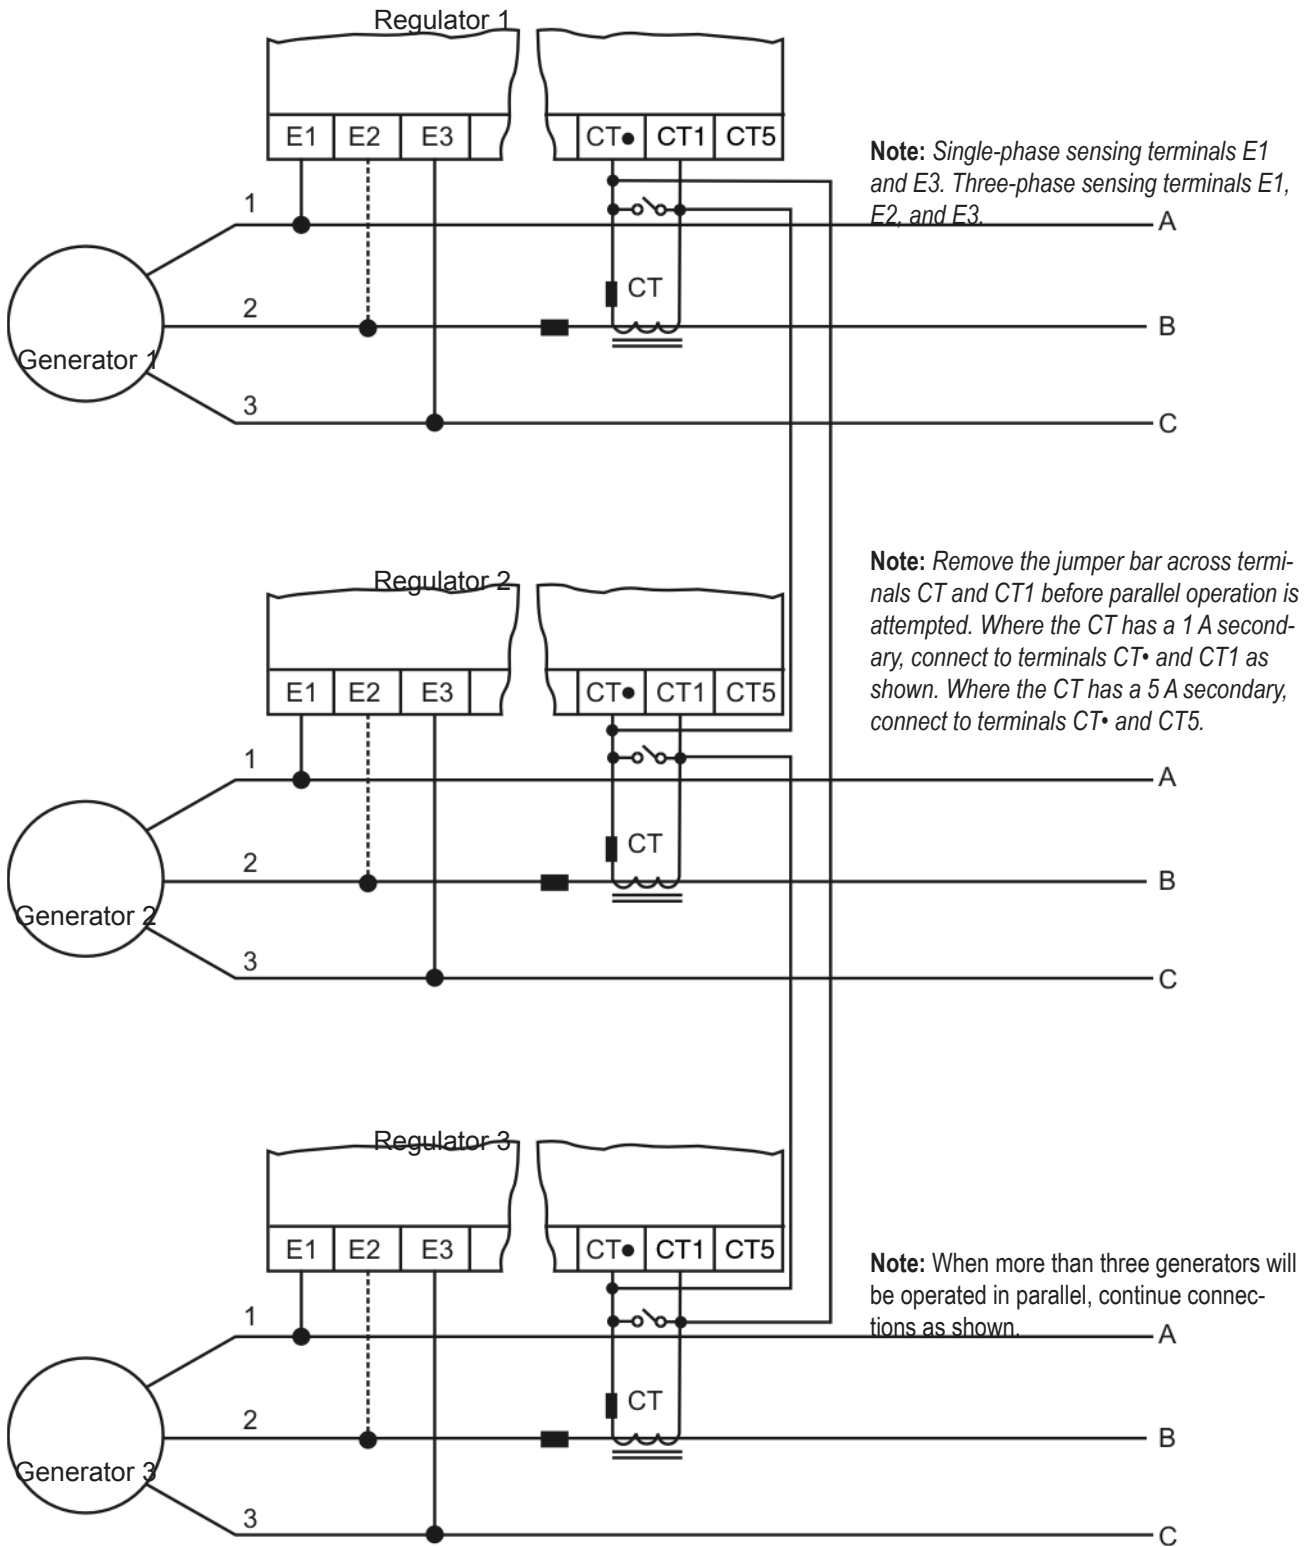 Regulator 1
E1 E2 E3 CT● CT1 CT5
Note: Single-phase sensing terminals E1
and E3. Three-phase sensing terminals E1,
E2, and E3.
1
A
CT
2
B
Generator 1
3
C
Note: Remove the jumper bar across termi-
nals CT and CT1 before parallel operation is
attempted. Where the CT has a 1 A second-
ary, connect to terminals CT• and CT1 as
shown. Where the CT has a 5 A secondary,
connect to terminals CT• and CT5.
Regulator 2
E1 E2 E3 CT● CT1 CT5
1
A
CT
2
B
Generator 2
3
C
Regulator 3
E1 E2 E3 CT● CT1 CT5
Note: When more than three generators will
be operated in parallel, continue connec-
tions as shown.
1
A
CT
2
B
Generator 3
3
C